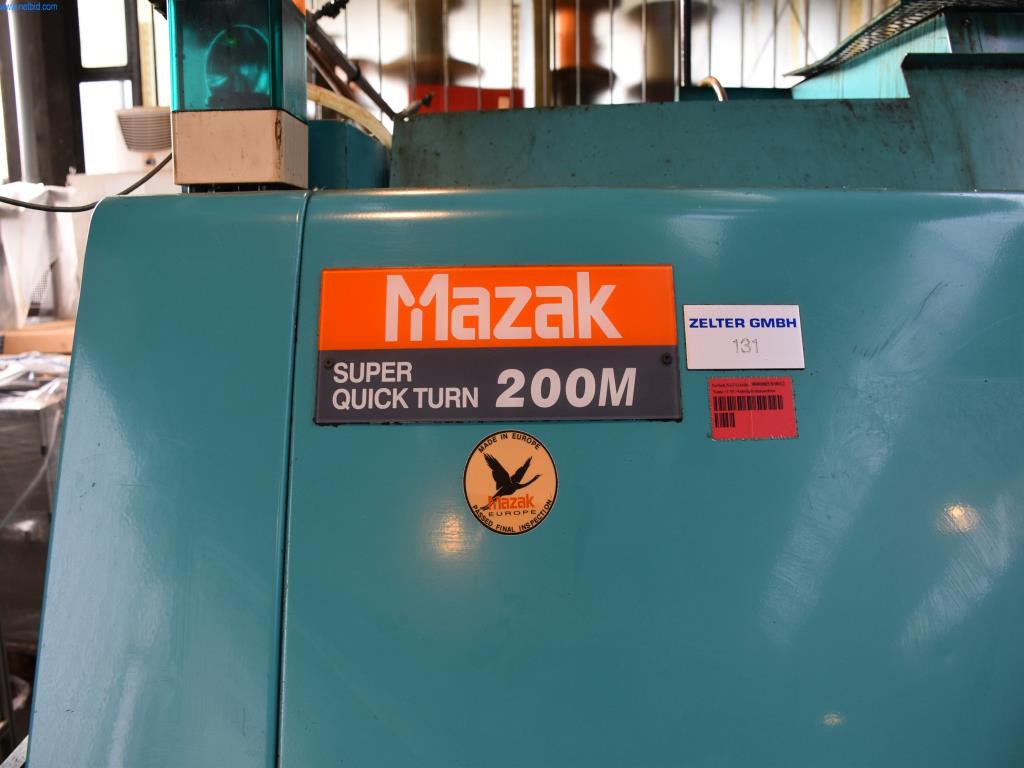 www.netbid.com
Mazak
SUPER
QUICK TURN 200M
ZELTER GMBH
131
MADE IN EUROPE
Mazak
EUROPE
PASSED FINAL INSPECTION